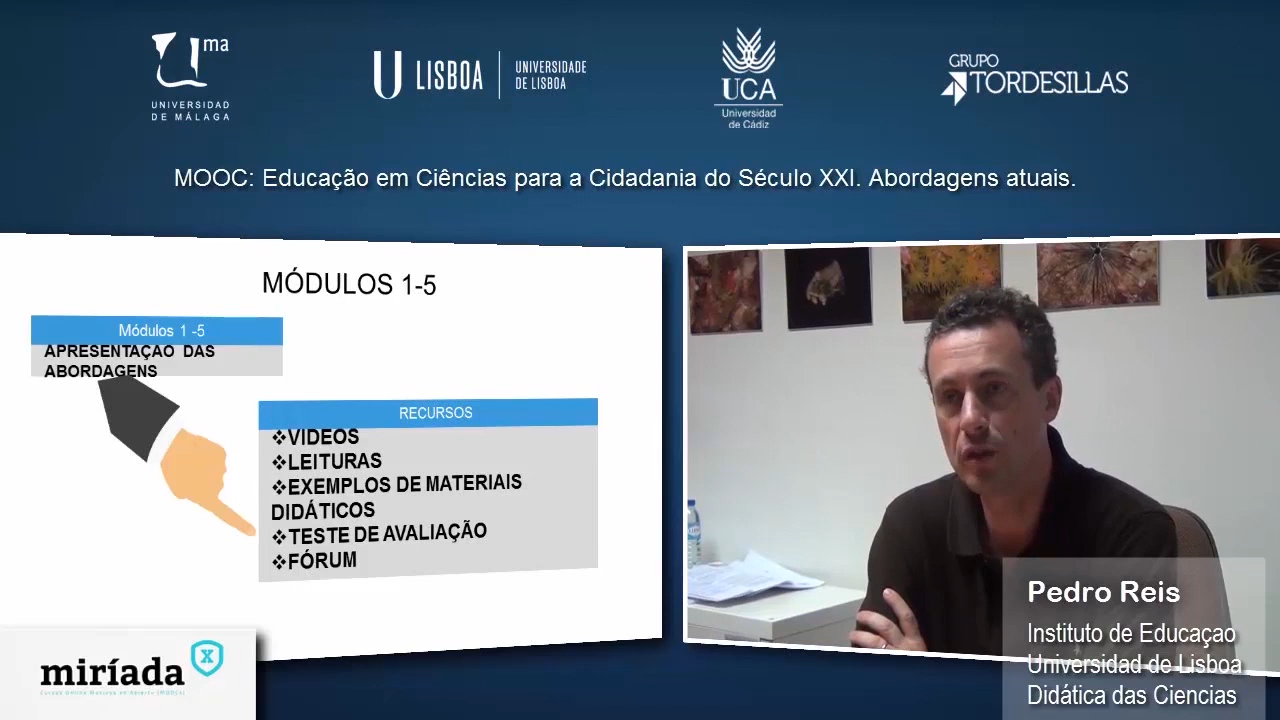 uma
UNIVERSIDAD
DE MÁLAGA
U LISBOA
UNIVERSIDADE
DE LISBOA
UCA
Universidad
de Cádiz
GRUPO
TORDESILLAS
MOOC: Educação em Ciências para a Cidadania do Século XXI. Abordagens atuais.
MÓDULOS 1-5
Módulos 1 -5
APRESENTAÇAO DAS
ABORDAGENS
RECURSOS
❖VIDEOS
❖LEITURAS
❖EXEMPLOS DE MATERIAIS
DIDÁTICOS
❖TESTE DE AVALIAÇÃO
❖FÓRUM
Pedro Reis
Instituto de Educaçao
Universidad de Lisboa
Didática das Ciencias
miríada X